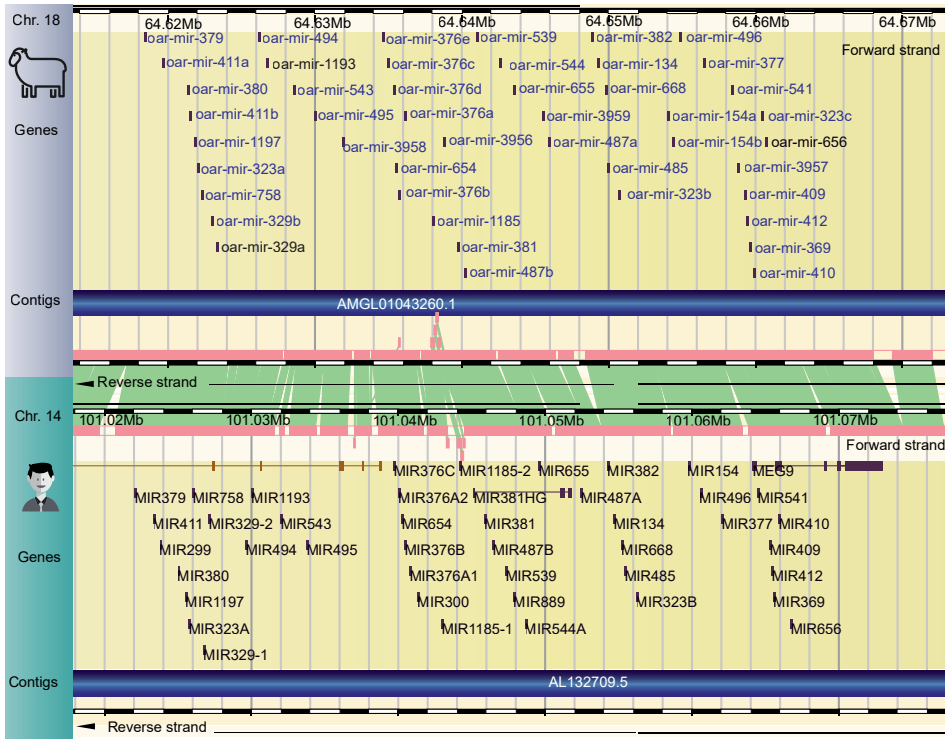 Chr. 18
64.62Mb 64.63Mb 64.64Mb 64.65Mb 64.66Mb 64.67Mb
oar-mir-379 oar-mir-494 oar-mir-376e oar-mir-539 oar-mir-382 oar-mir-496
Forward strand
oar-mir-411a oar-mir-1193 oar-mir-376c oar-mir-544 oar-mir-134 oar-mir-377
oar-mir-380 oar-mir-543 oar-mir-376d oar-mir-655 oar-mir-668 oar-mir-541
oar-mir-411b oar-mir-495 oar-mir-376a oar-mir-3959 oar-mir-154a oar-mir-323c
Genes
oar-mir-1197 oar-mir-3958 oar-mir-3956 oar-mir-487a oar-mir-154b oar-mir-656
oar-mir-323a oar-mir-654 oar-mir-485 oar-mir-3957
oar-mir-758 oar-mir-376b oar-mir-323b oar-mir-409
oar-mir-329b oar-mir-1185 oar-mir-412
oar-mir-329a oar-mir-381 oar-mir-369
oar-mir-487b oar-mir-410
Contigs
AMGL01043260.1
Reverse strand
Chr. 14
101.02Mb 101.03Mb 101.04Mb 101.05Mb 101.06Mb 101.07Mb
Forward strand
MIR376C MIR1185-2 MIR655 MIR382 MIR154 MEG9
MIR379 MIR758 MIR1193 MIR376A2 MIR381HG MIR487A MIR496 MIR541
MIR411 MIR329-2 MIR543 MIR654 MIR381 MIR134 MIR377 MIR410
MIR299 MIR494 MIR495 MIR376B MIR487B MIR668 MIR409
Genes
MIR380 MIR376A1 MIR539 MIR485 MIR412
MIR1197 MIR300 MIR889 MIR323B MIR369
MIR323A MIR1185-1 MIR544A MIR656
MIR329-1
Contigs
AL132709.5
Reverse strand